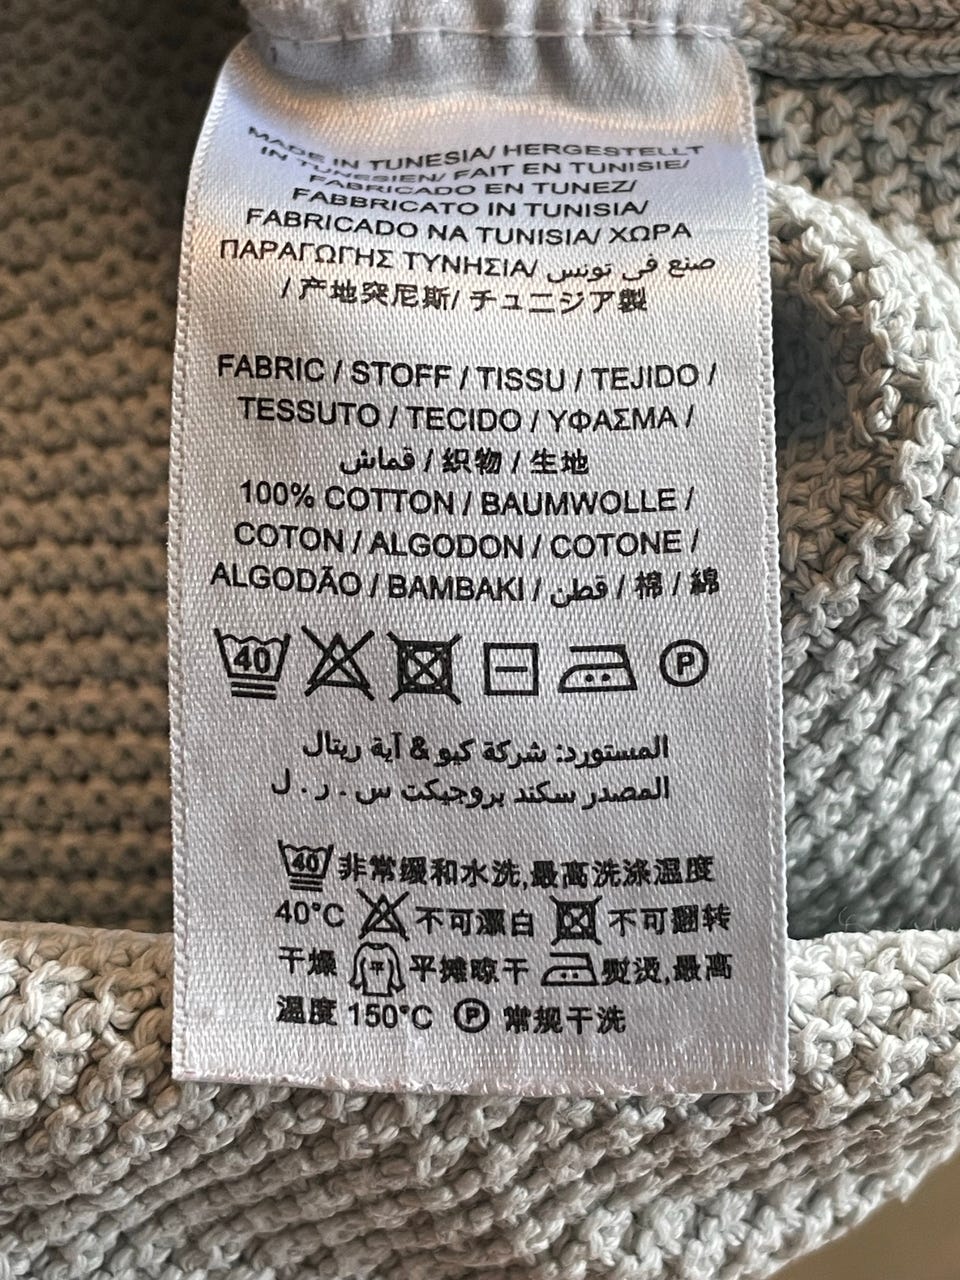 MADE IN TUNESIA/ HERGESTELLT
IN TUNESIEN/ FAIT EN TUNISIE/
FABRICADO EN TUNEZ/
FABBRICATO IN TUNISIA/
FABRICADO NA TUNISIA/ ΧΩΡΑ
ΠΑΡΑΓΩΓΗΣ ΤΥΝΗΣΙΑ/ صنع في تونس
/ 产地突尼斯/ チュニジア製
FABRIC / STOFF / TISSU / TEJIDO /
TESSUTO / TECIDO / ΥΦΑΣΜΑ /
قماش / 织物 / 生地
100% COTTON / BAUMWOLLE /
COTON / ALGODON / COTONE /
ALGODÃO / BAMBAKI / قطن / 棉 / 綿
40 P
المستورد: شركة كيو & آية ريتال
المصدر سكند بروجيكت س . ر . ل
40 非常缓和水洗,最高洗涤温度
40°C 不可漂白 不可翻转
干燥 平 平摊晾干 熨烫,最高
温度 150°C P 常规干洗